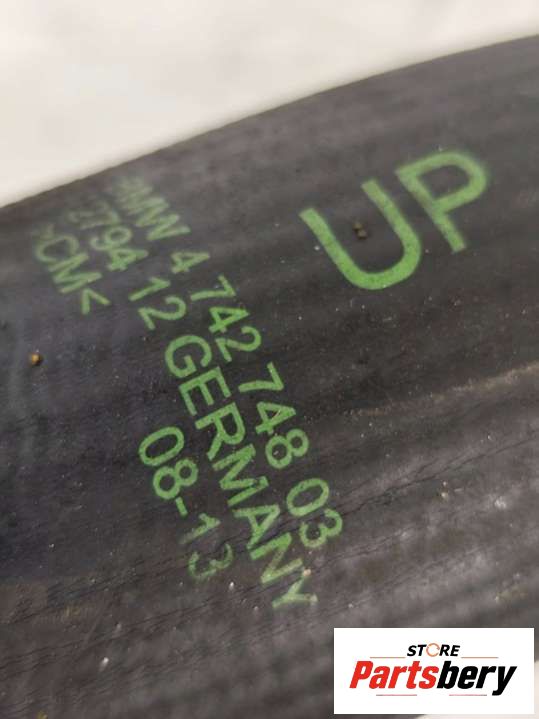 UP
BMW 4 742 748 03
2794 12 GERMANY
>CM<
08-13
STORE
Partsbery